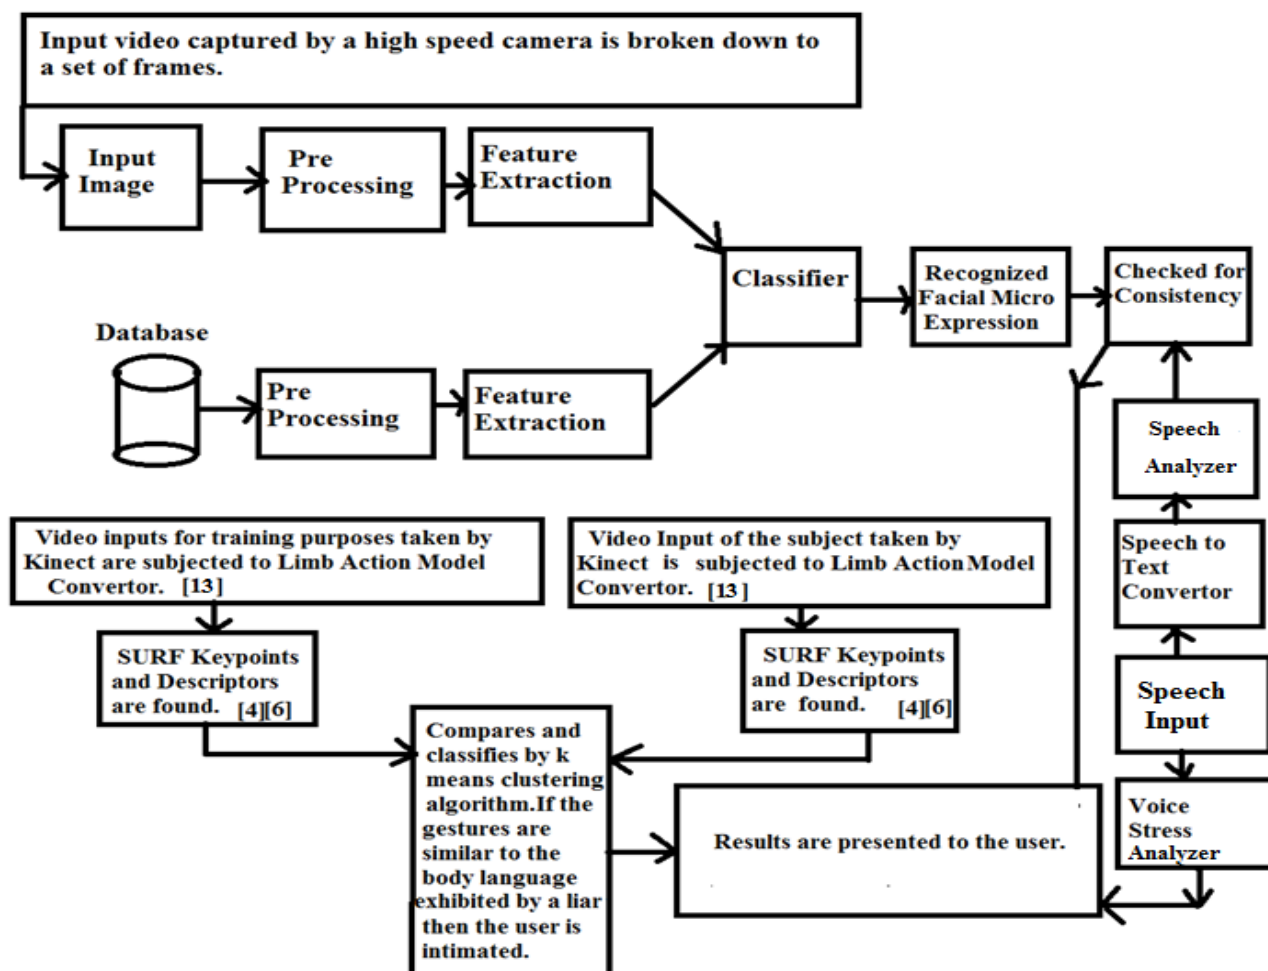 Input video captured by a high speed camera is broken down to
a set of frames.
Input
Image
Pre
Processing
Feature
Extraction
Classifier
Recognized
Facial Micro
Expression
Checked for
Consistency
Database
Pre
Processing
Feature
Extraction
Speech
Analyzer
Video inputs for training purposes taken by
Kinect are subjected to Limb Action Model
Convertor. [13]
Video Input of the subject taken by
Kinect is subjected to Limb Action Model
Convertor. [13]
Speech to
Text
Convertor
SURF Keypoints
and Descriptors
are found. [4][6]
SURF Keypoints
and Descriptors
are found. [4][6]
Speech
Input
Compares and
classifies by k
means clustering
algorithm.If the
gestures are
similar to the
body language
exhibited by a liar
then the user is
intimated.
Results are presented to the user.
Voice
Stress
Analyzer